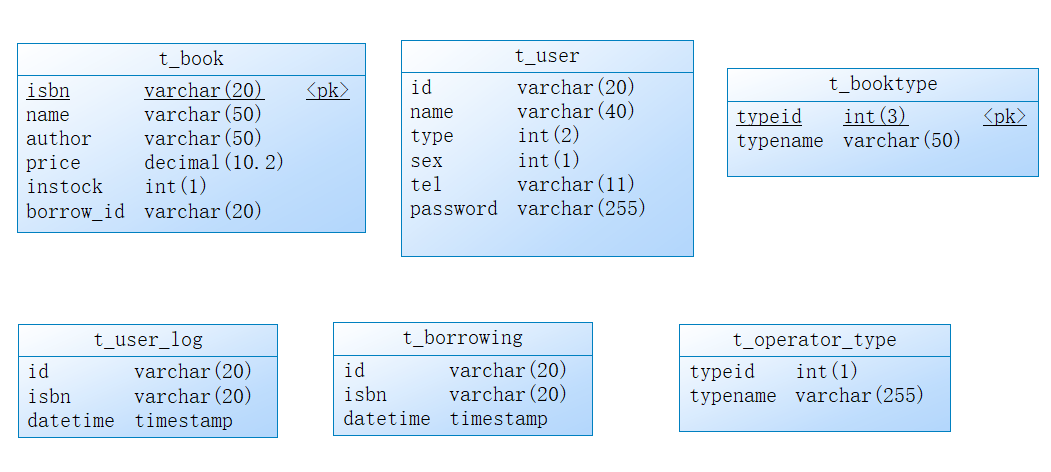 t_book
isbn varchar(20) <pk>
name varchar(50)
author varchar(50)
price decimal(10.2)
instock int(1)
borrow_id varchar(20)
t_user
id varchar(20)
name varchar(40)
type int(2)
sex int(1)
tel varchar(11)
password varchar(255)
t_booktype
typeid int(3) <pk>
typename varchar(50)
t_user_log
id varchar(20)
isbn varchar(20)
datetime timestamp
t_borrowing
id varchar(20)
isbn varchar(20)
datetime timestamp
t_operator_type
typeid int(1)
typename varchar(255)